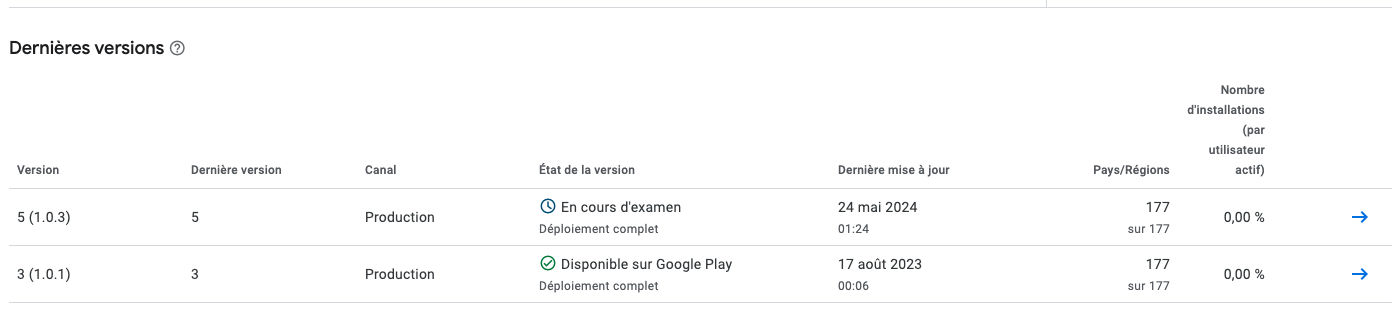 Dernières versions
Nombre
d'installations
(par
utilisateur
Version Dernière version Canal État de la version Dernière mise à jour Pays/Régions actif)
5 (1.0.3) 5 Production En cours d'examen 24 mai 2024 177 0,00 %
Déploiement complet 01:24 sur 177
3 (1.0.1) 3 Production Disponible sur Google Play 17 août 2023 177 0,00 %
Déploiement complet 00:06 sur 177